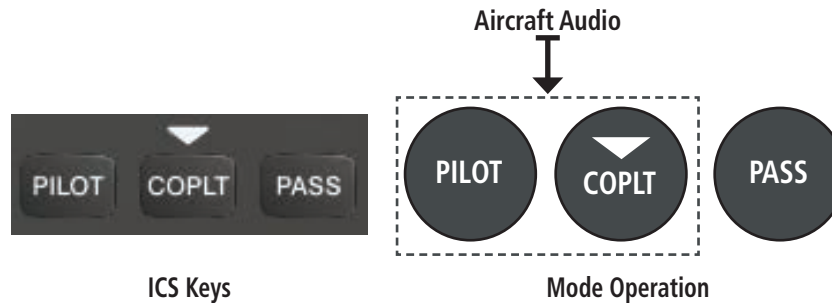 Aircraft Audio
PILOT COPLT PASS
PILOT COPLT PASS
ICS Keys
Mode Operation